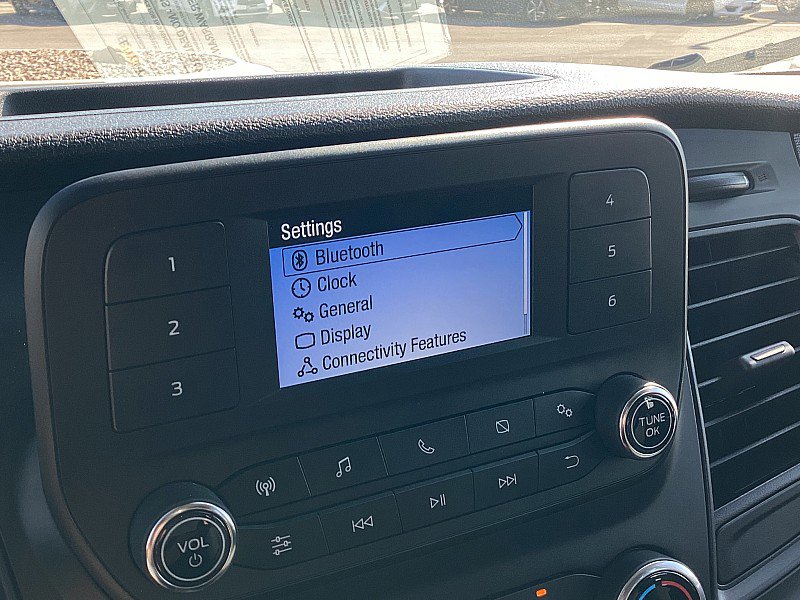 Settings
Bluetooth
Clock
General
Display
Connectivity Features
1
2
3
4
5
6
TUNE
OK
VOL